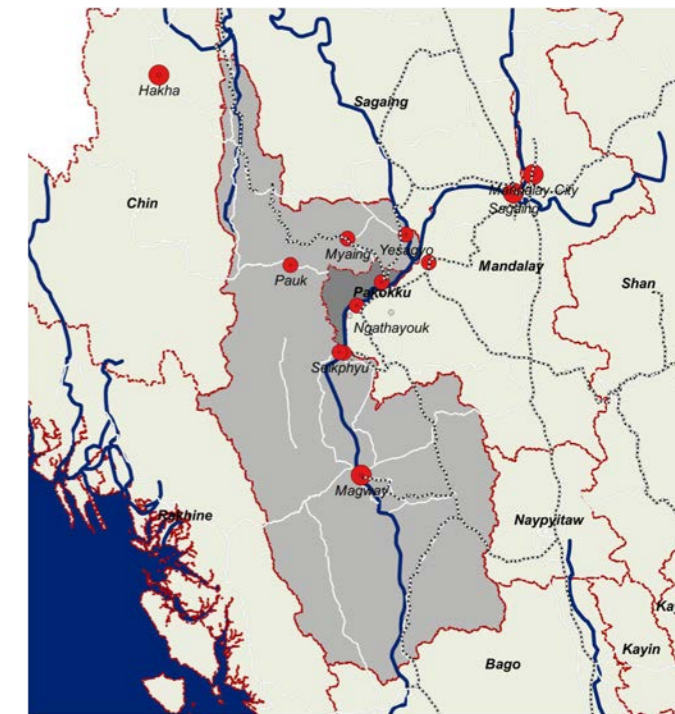 Hakha
Sagaing
Chin
Mandalay City
Sagaing
Myaing
Yesagyo
Mandalay
Pauk
Shan
Pakokku
Ngathayouk
Seikphyu
Magway
Rakhine
Naypyitaw
Kayin
Bago